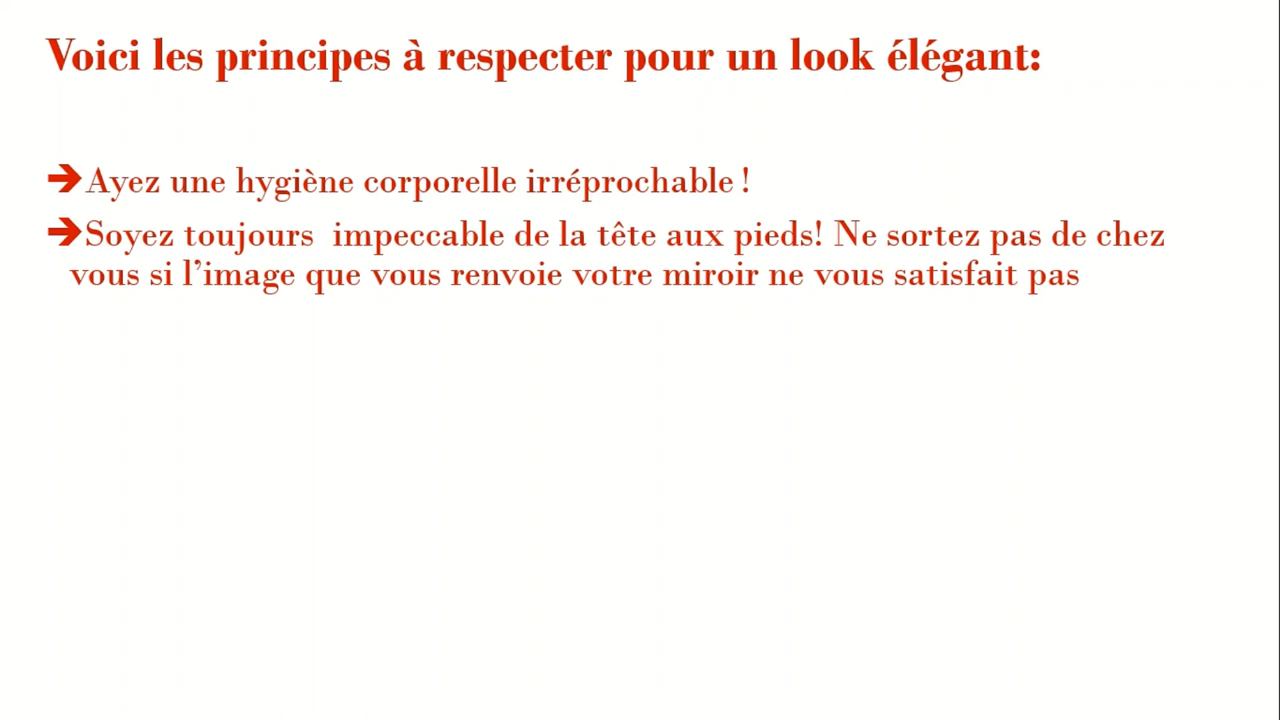 Voici les principes à respecter pour un look élégant:
➔Ayez une hygiène corporelle irréprochable !
➔Soyez toujours  impeccable de la tête aux pieds! Ne sortez pas de chez
vous si l’image que vous renvoie votre miroir ne vous satisfait pas